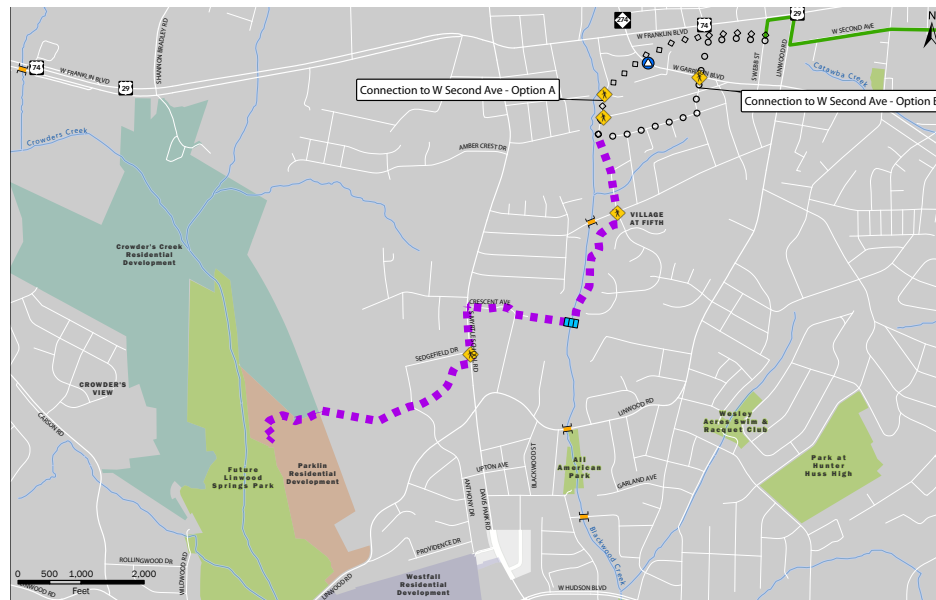 274
74
29
N
W FRANKLIN BLVD
W SECOND AVE
S WEBB ST
LINWOOD RD
SHANNON BRADLEY RD
74
W FRANKLIN BLVD
29
W GARRISON BLVD
Catawba Creek
Connection to W Second Ave - Option A
Connection to W Second Ave - Option B
Crowders Creek
AMBER CREST DR
VILLAGE
AT FIFTH
Crowder's Creek
Residential
Development
CRESCENT AVE
SEDGEFIELD DR
CROWDER'S
VIEW
CARSON RD
LINWOOD RD
Wesley
Acres Swim &
Racquet Club
BLACKWOOD ST
All
American
Park
Park at
Hunter
Huss High
Future
Linwood
Springs Park
Parklin
Residential
Development
UPTON AVE
GARLAND AVE
ANTHONY DR
DAVIS PARK RD
PROVIDENCE DR
Blackwood Creek
ROLLINGWOOD DR
WILDWOOD RD
LINWOOD RD
Westfall
Residential
Development
W HUDSON BLVD
0 500 1,000 2,000
Feet